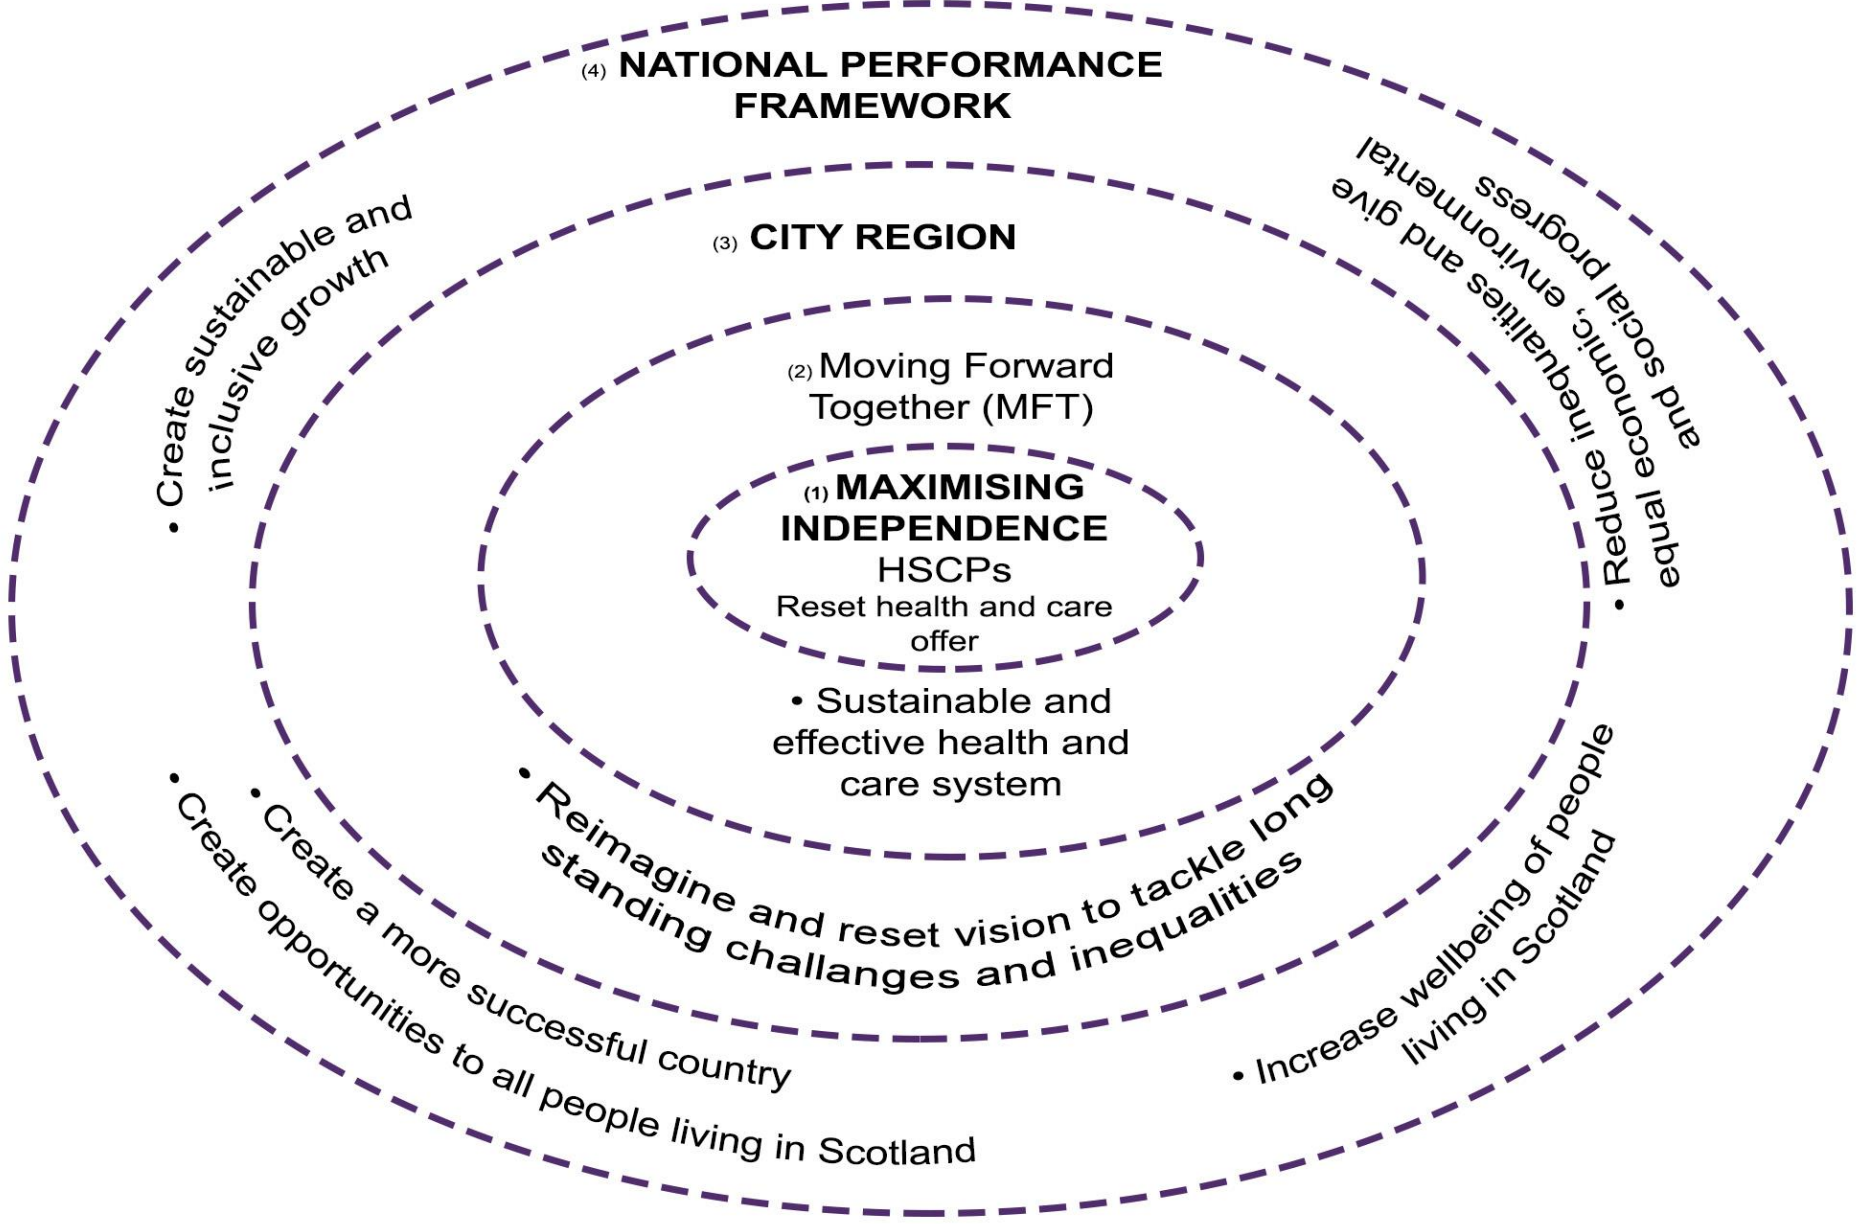 (4) NATIONAL PERFORMANCE
FRAMEWORK
• Create sustainable and
inclusive growth
• Reduce inequalities and give
equal economic, environmental
and social progress
(3) CITY REGION
(2) Moving Forward
Together (MFT)
(1) MAXIMISING
INDEPENDENCE
HSCPs
Reset health and care
offer
• Sustainable and
effective health and
care system
• Reimagine and reset vision to tackle long
standing challanges and inequalities
• Create a more successful country
• Create opportunities to all people living in Scotland
• Increase wellbeing of people
living in Scotland